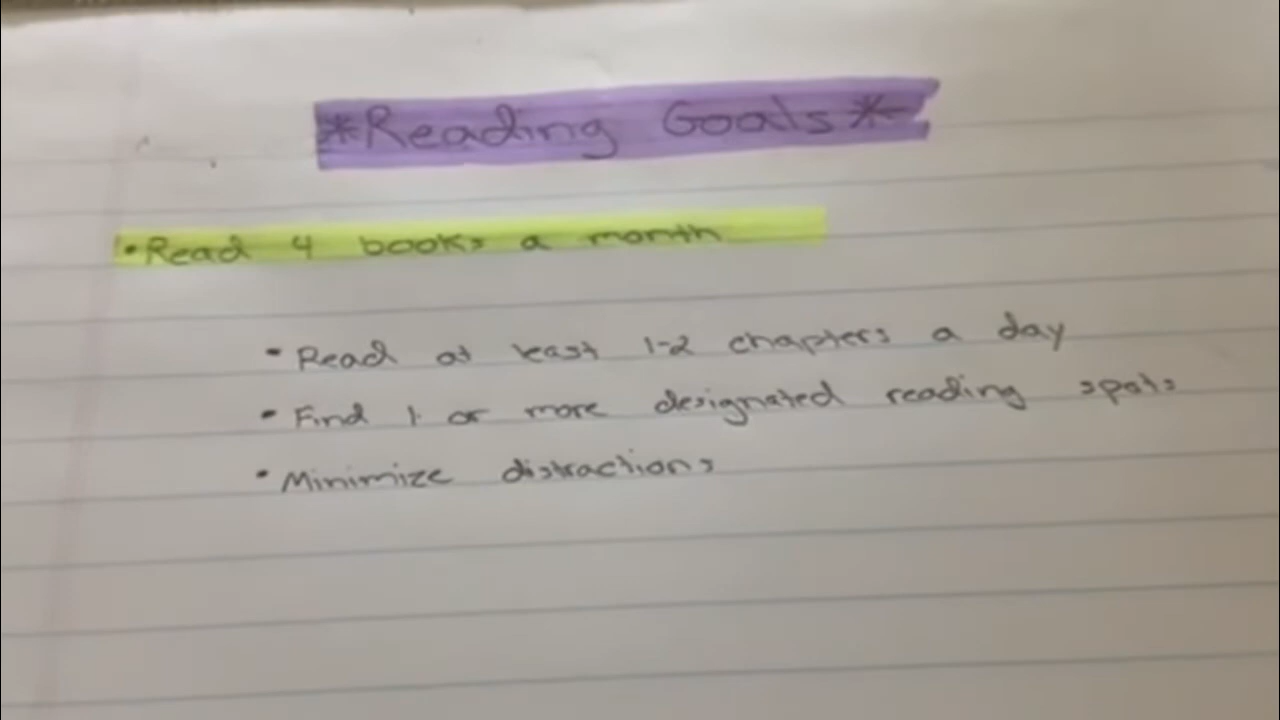 *Reading Goals*
• Read 4 books a month
• Read at least 1-2 chapters a day
• Find 1 or more designated reading spots
• Minimize distractions